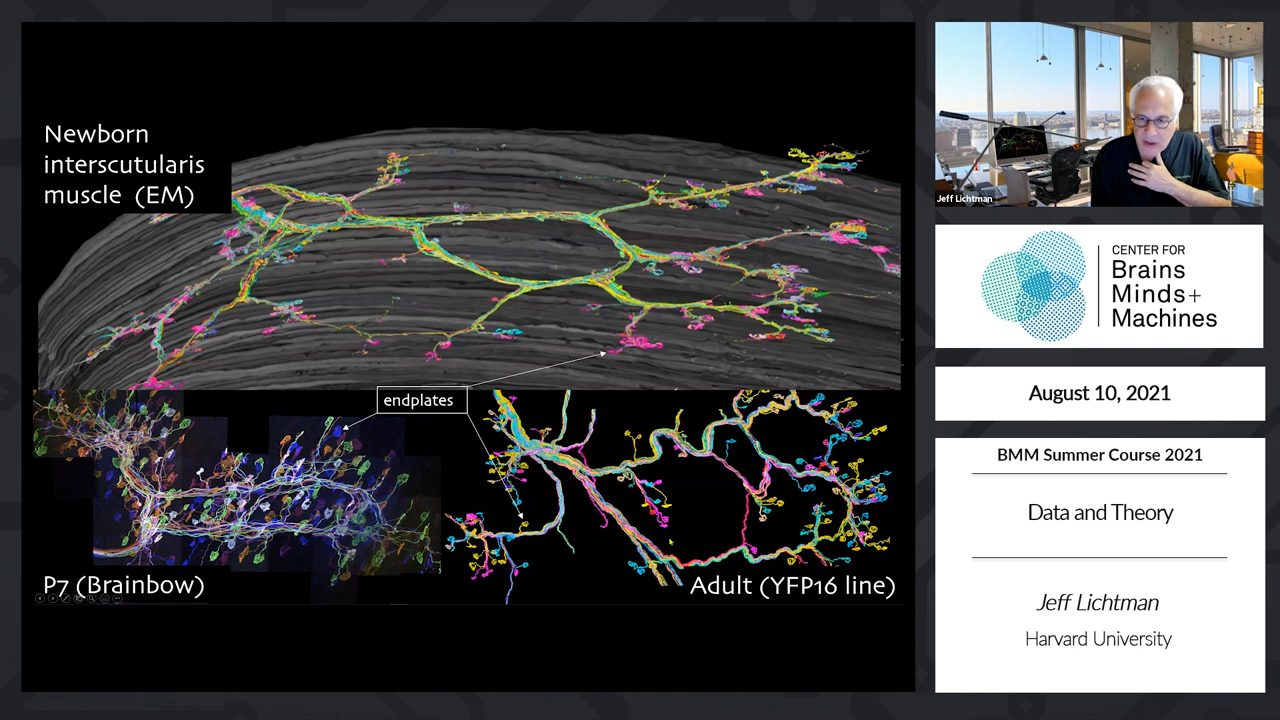 Newborn
interscutularis
muscle (EM)
endplates
P7 (Brainbow)
Adult (YFP16 line)
Jeff Lichtman
CENTER FOR
Brains
Minds+
Machines
August 10, 2021
BMM Summer Course 2021
Data and Theory
Jeff Lichtman
Harvard University